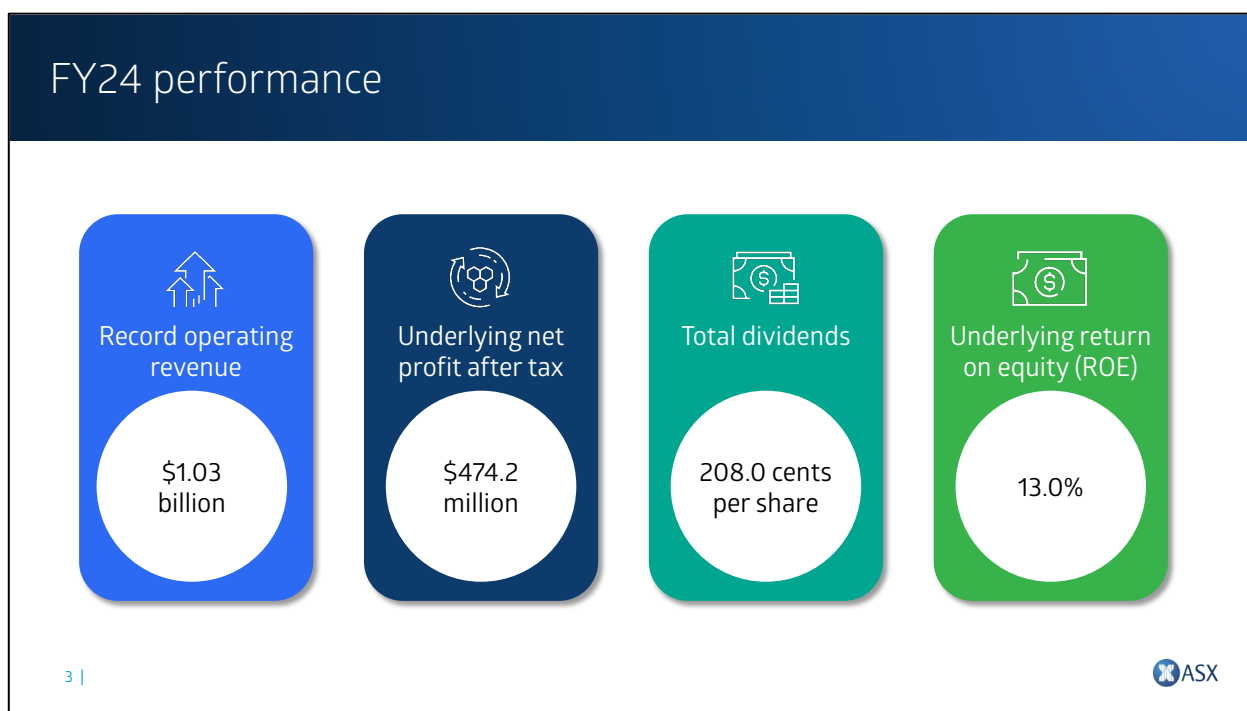 FY24 performance
Record operating
revenue
$1.03
billion
Underlying net
profit after tax
$474.2
million
Total dividends
208.0 cents
per share
Underlying return
on equity (ROE)
13.0%
3 |
ASX